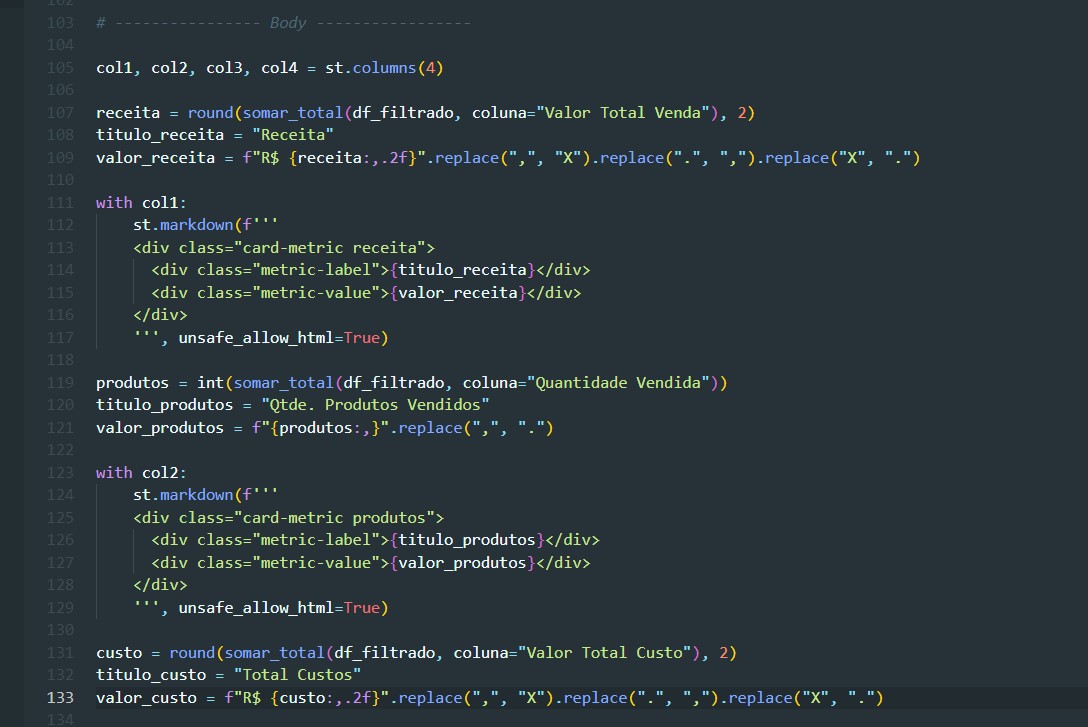 102
103 # ---------------- Body -----------------
104
105 col1, col2, col3, col4 = st.columns(4)
106
107 receita = round(somar_total(df_filtrado, coluna="Valor Total Venda"), 2)
108 titulo_receita = "Receita"
109 valor_receita = f"R$ {receita:,.2f}".replace(",", "X").replace(".", ",").replace("X", ".")
110
111 with col1:
112     st.markdown(f'''
113     <div class="card-metric receita">
114       <div class="metric-label">{titulo_receita}</div>
115       <div class="metric-value">{valor_receita}</div>
116     </div>
117     ''', unsafe_allow_html=True)
118
119 produtos = int(somar_total(df_filtrado, coluna="Quantidade Vendida"))
120 titulo_produtos = "Qtde. Produtos Vendidos"
121 valor_produtos = f"{produtos:,}".replace(",", ".")
122
123 with col2:
124     st.markdown(f'''
125     <div class="card-metric produtos">
126       <div class="metric-label">{titulo_produtos}</div>
127       <div class="metric-value">{valor_produtos}</div>
128     </div>
129     ''', unsafe_allow_html=True)
130
131 custo = round(somar_total(df_filtrado, coluna="Valor Total Custo"), 2)
132 titulo_custo = "Total Custos"
133 valor_custo = f"R$ {custo:,.2f}".replace(",", "X").replace(".", ",").replace("X", ".")
134